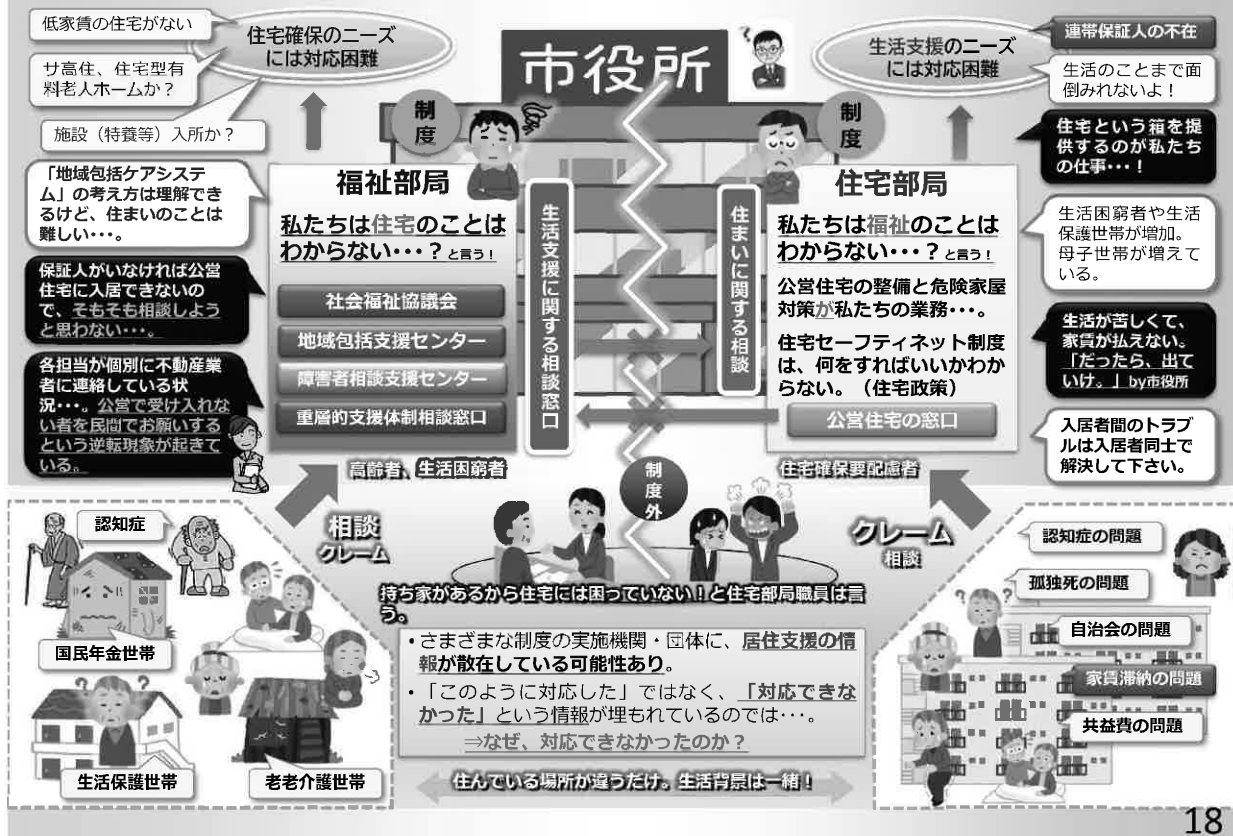 低家賃の住宅がない
サ高住、住宅型有
料老人ホームか？
施設（特養等）入所か？
住宅確保のニーズ
には対応困難
市役所
生活支援のニーズ
には対応困難
連帯保証人の不在
生活のことまで面
倒みれないよ！
住宅という箱を提
供するのが私たち
の仕事・・・！
制
度
制
度
「地域包括ケアシステ
ム」の考え方は理解でき
るけど、住まいのことは
難しい・・・。
保証人がいなければ公営
住宅に入居できないの
で、そもそも相談しよう
と思わない・・・。
各担当が個別に不動産業
者に連絡している状
況・・・。公営で受け入れな
い者を民間でお願いする
という逆転現象が起きて
いる。
福祉部局
私たちは住宅のことは
わからない・・・？と言う！
社会福祉協議会
地域包括支援センター
障害者相談支援センター
重層的支援体制相談窓口
生活支援に関する相談窓口
住まいに関する相談
住宅部局
私たちは福祉のことは
わからない・・・？と言う！
公営住宅の整備と危険家屋
対策が私たちの業務・・・。
住宅セーフティネット制度
は、何をすればいいかわか
らない。（住宅政策）
公営住宅の窓口
生活困窮者や生活
保護世帯が増加。
母子世帯が増えて
いる。
生活が苦しくて、
家賃が払えない。
「だったら、出て
いけ。」by市役所
入居者間のトラブ
ルは入居者同士で
解決して下さい。
高齢者、生活困窮者
住宅確保要配慮者
制
度
外
相談
クレーム
クレーム
相談
認知症
国民年金世帯
生活保護世帯
老老介護世帯
持ち家があるから住宅には困っていない！と住宅部局職員は言
う。
・さまざまな制度の実施機関・団体に、居住支援の情
報が散在している可能性あり。
・「このように対応した」ではなく、「対応できな
かった」という情報が埋もれているのでは・・・。
⇒なぜ、対応できなかったのか？
住んでいる場所が違うだけ。生活背景は一緒！
認知症の問題
孤独死の問題
自治会の問題
家賃滞納の問題
共益費の問題
18